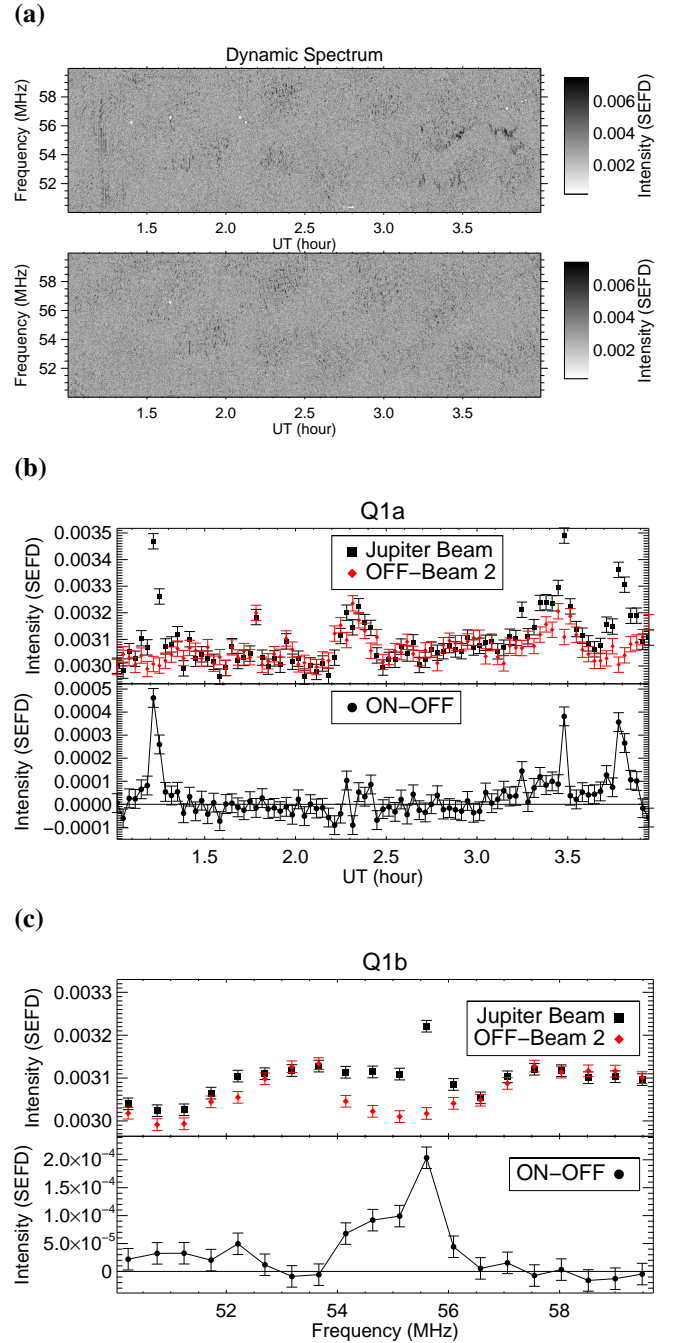 (a)
Dynamic Spectrum
Frequency (MHz)
58
56
54
52
1.5 2.0 2.5 3.0 3.5
UT (hour)
0.006
0.004
0.002
Intensity (SEFD)
Frequency (MHz)
58
56
54
52
1.5 2.0 2.5 3.0 3.5
UT (hour)
0.006
0.004
0.002
Intensity (SEFD)
(b)
Q1a
Intensity (SEFD)
0.0035
0.0034
0.0033
0.0032
0.0031
0.0030
Jupiter Beam
OFF−Beam 2
Intensity (SEFD)
0.0005
0.0004
0.0003
0.0002
0.0001
0.0000
−0.0001
ON−OFF
1.5 2.0 2.5 3.0 3.5
UT (hour)
(c)
Q1b
Intensity (SEFD)
0.0033
0.0032
0.0031
0.0030
Jupiter Beam
OFF−Beam 2
Intensity (SEFD)
2.0×10⁻⁴
1.5×10⁻⁴
1.0×10⁻⁴
5.0×10⁻⁵
0
ON−OFF
52 54 56 58
Frequency (MHz)